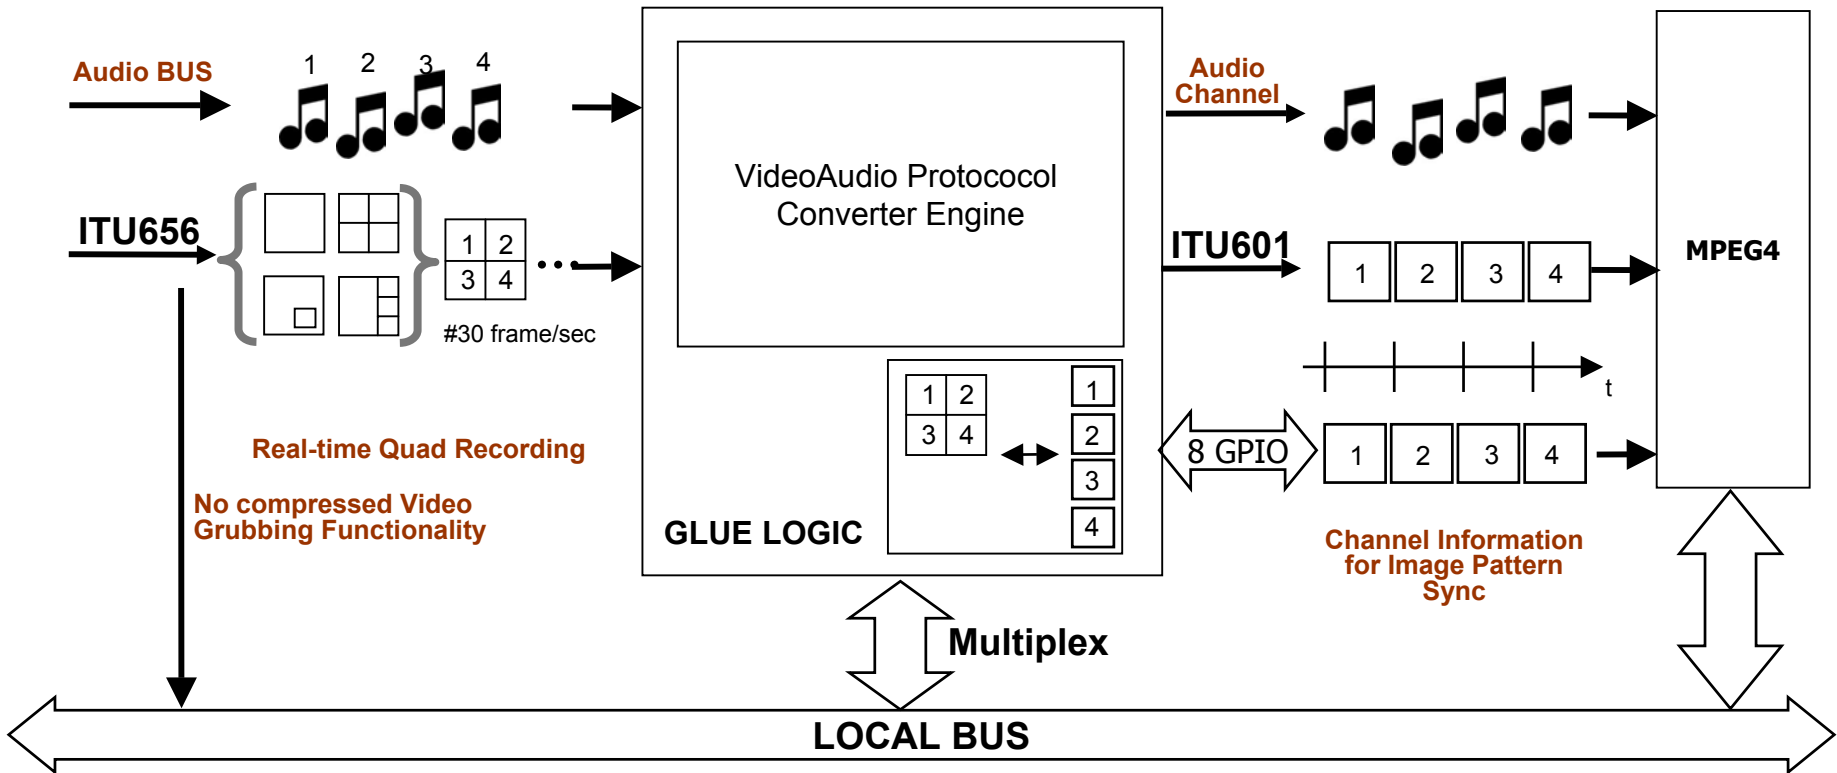 Audio BUS
1 2 3 4
ITU656
1 2
3 4
...
#30 frame/sec
Real-time Quad Recording
No compressed Video
Grubbing Functionality
VideoAudio Protococol
Converter Engine
1 2
3 4
1
2
3
4
GLUE LOGIC
Audio
Channel
ITU601
1 2 3 4
t
8 GPIO
1 2 3 4
Channel Information
for Image Pattern
Sync
MPEG4
Multiplex
LOCAL BUS